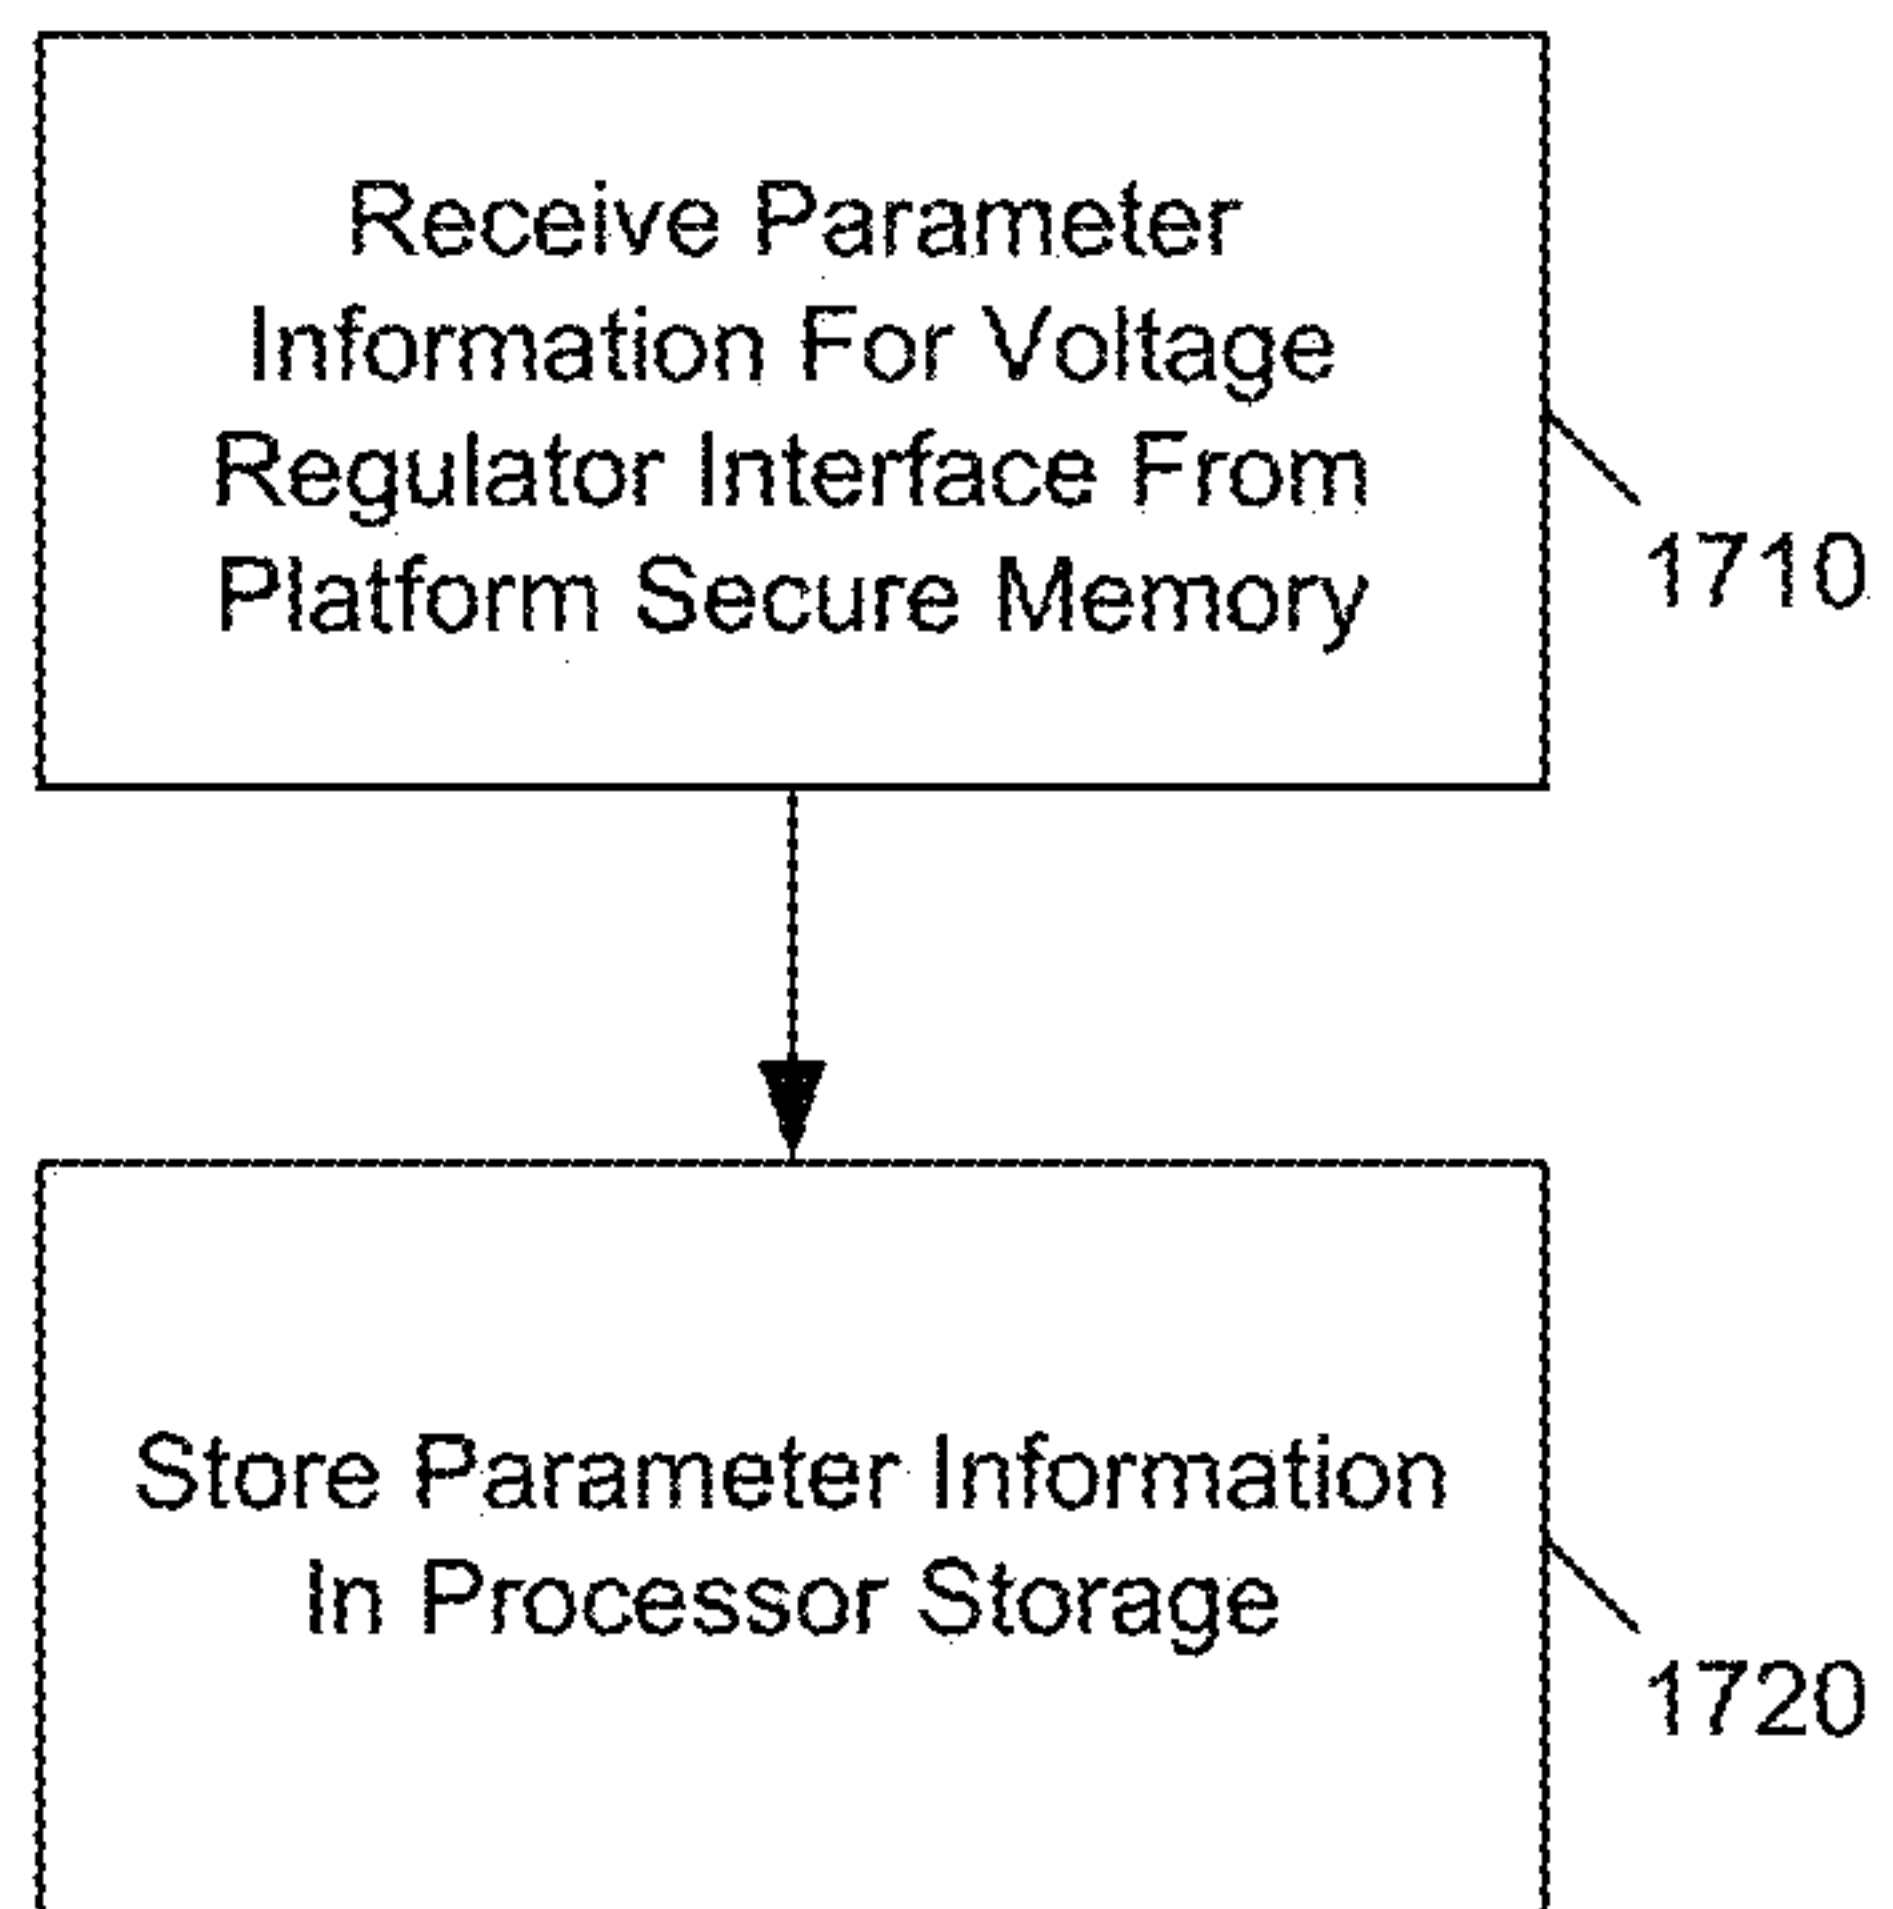 Receive Parameter
Information For Voltage
Regulator Interface From
Platform Secure Memory
1710
Store Parameter Information
In Processor Storage
1720